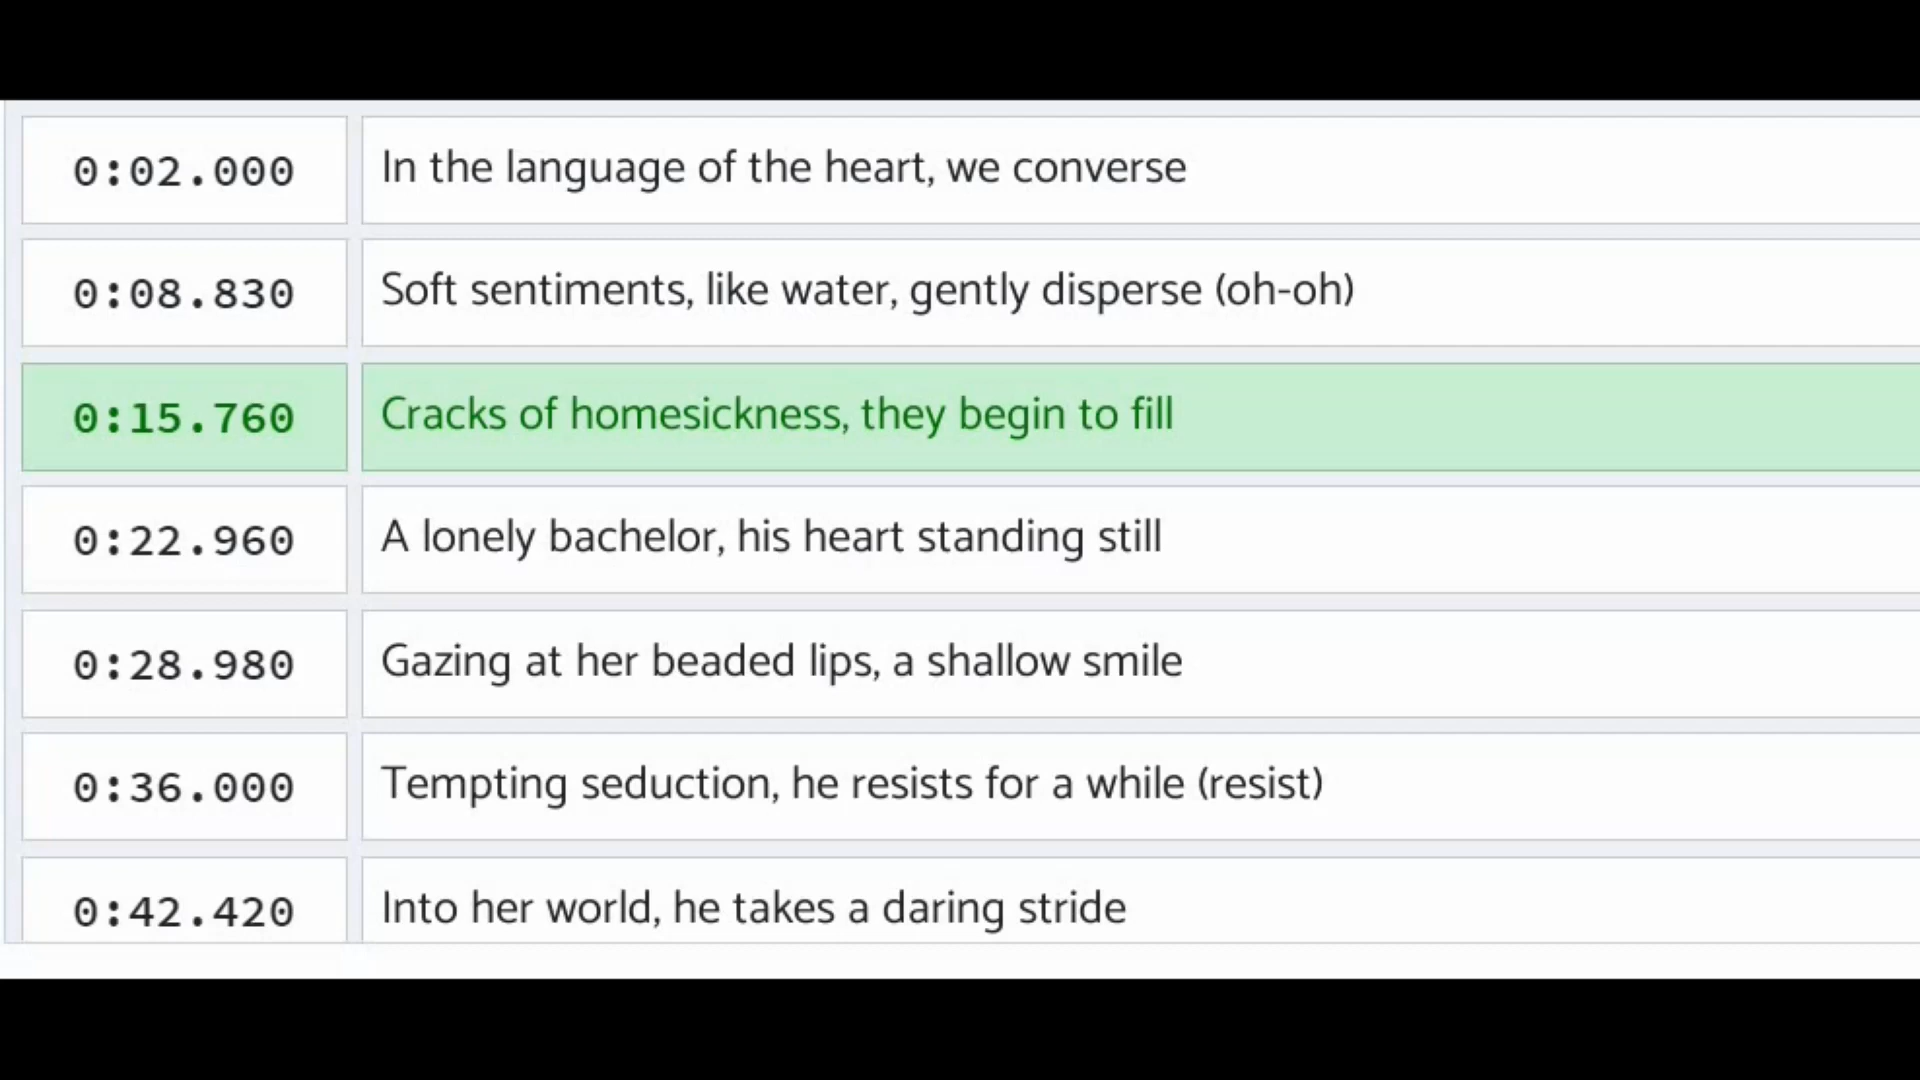 0:02.000 In the language of the heart, we converse
0:08.830 Soft sentiments, like water, gently disperse (oh-oh)
0:15.760 Cracks of homesickness, they begin to fill
0:22.960 A lonely bachelor, his heart standing still
0:28.980 Gazing at her beaded lips, a shallow smile
0:36.000 Tempting seduction, he resists for a while (resist)
0:42.420 Into her world, he takes a daring stride